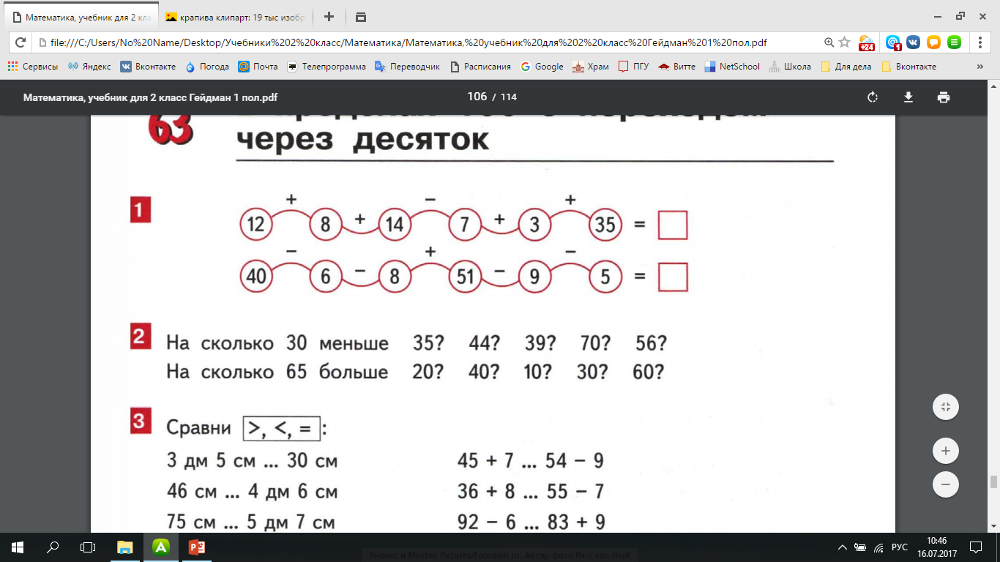 Математика, учебник для 2 кла
крапива клипарт: 19 тыс изобр
file:///C:/Users/No%20Name/Desktop/Учебники%202%20класс/Математика/Математика,%20учебник%20для%202%20класс%20Гейдман%201%20пол.pdf
+24
1
Сервисы Яндекс Вконтакте Погода Почта Телепрограмма Переводчик Расписания Google Храм ПГУ Витте NetSchool Школа Для дела Вконтакте »
Математика, учебник для 2 класс Гейдман 1 пол.pdf 106 / 114
63
через десяток
1
12 + 8 + 14 − 7 + 3 + 35 =
40 − 6 − 8 + 51 − 9 − 5 =
2 На сколько 30 меньше 35? 44? 39? 70? 56?
На сколько 65 больше 20? 40? 10? 30? 60?
3 Сравни >, <, = :
3 дм 5 см ... 30 см 45 + 7 ... 54 − 9
46 см ... 4 дм 6 см 36 + 8 ... 55 − 7
75 см ... 5 дм 7 см 92 − 6 ... 83 + 9
РУС
10:46
16.07.2017
Яндекс и Minden Pictures/Fotodom.ru. Автор фото Paul van Hoof